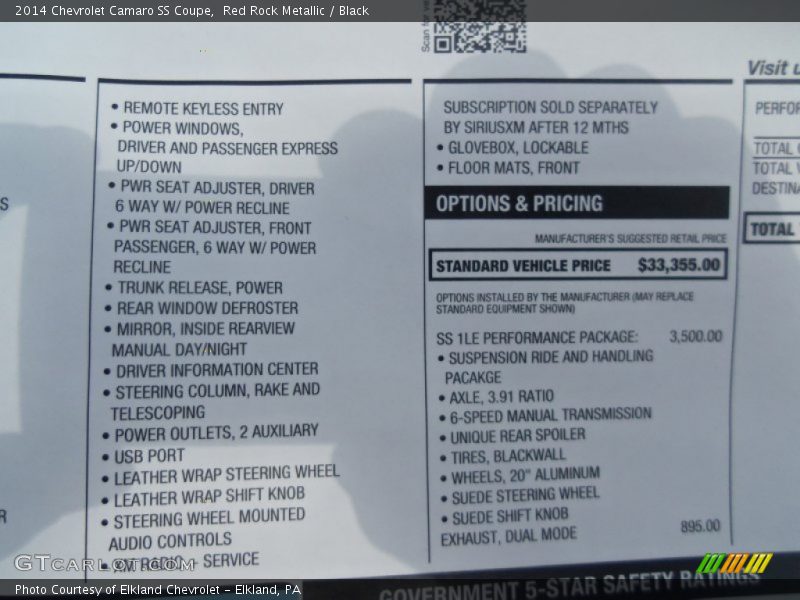 2014 Chevrolet Camaro SS Coupe,  Red Rock Metallic / Black
Scan for
• REMOTE KEYLESS ENTRY
• POWER WINDOWS,
DRIVER AND PASSENGER EXPRESS
UP/DOWN
• PWR SEAT ADJUSTER, DRIVER
6 WAY W/ POWER RECLINE
• PWR SEAT ADJUSTER, FRONT
PASSENGER, 6 WAY W/ POWER
RECLINE
• TRUNK RELEASE, POWER
• REAR WINDOW DEFROSTER
• MIRROR, INSIDE REARVIEW
MANUAL DAY/NIGHT
• DRIVER INFORMATION CENTER
• STEERING COLUMN, RAKE AND
TELESCOPING
• POWER OUTLETS, 2 AUXILIARY
• USB PORT
• LEATHER WRAP STEERING WHEEL
• LEATHER WRAP SHIFT KNOB
• STEERING WHEEL MOUNTED
AUDIO CONTROLS
SERVICE
SUBSCRIPTION SOLD SEPARATELY
BY SIRIUSXM AFTER 12 MTHS
• GLOVEBOX, LOCKABLE
• FLOOR MATS, FRONT
OPTIONS & PRICING
MANUFACTURER'S SUGGESTED RETAIL PRICE
STANDARD VEHICLE PRICE $33,355.00
OPTIONS INSTALLED BY THE MANUFACTURER (MAY REPLACE
STANDARD EQUIPMENT SHOWN)
SS 1LE PERFORMANCE PACKAGE: 3,500.00
• SUSPENSION RIDE AND HANDLING
PACAKGE
• AXLE, 3.91 RATIO
• 6-SPEED MANUAL TRANSMISSION
• UNIQUE REAR SPOILER
• TIRES, BLACKWALL
• WHEELS, 20" ALUMINUM
• SUEDE STEERING WHEEL
• SUEDE SHIFT KNOB
EXHAUST, DUAL MODE 895.00
Visit
PERFOR
TOTAL
TOTAL
DESTINA
TOTAL
GOVERNMENT 5-STAR SAFETY RATINGS
GTCARLOT.COM
Photo Courtesy of Elkland Chevrolet - Elkland, PA